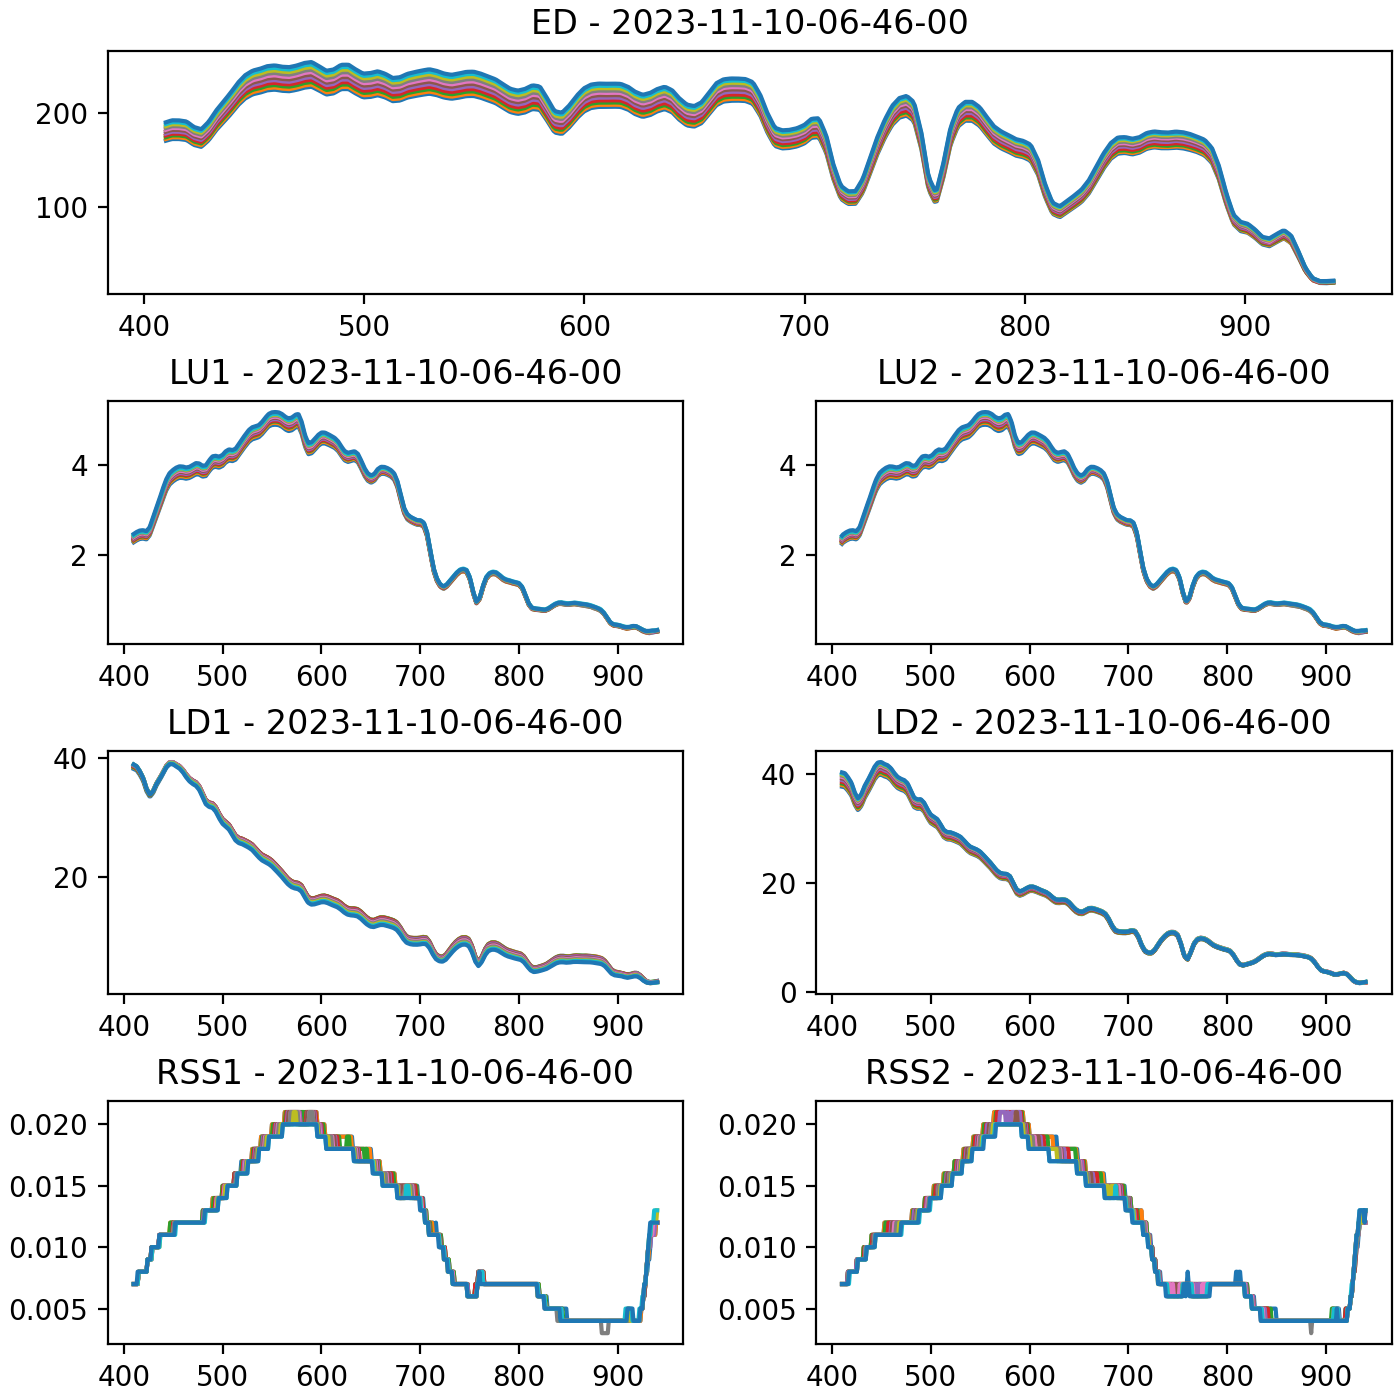 ED - 2023-11-10-06-46-00
200
100
400 500 600 700 800 900
LU1 - 2023-11-10-06-46-00
4
2
400 500 600 700 800 900
LU2 - 2023-11-10-06-46-00
4
2
400 500 600 700 800 900
LD1 - 2023-11-10-06-46-00
40
20
400 500 600 700 800 900
LD2 - 2023-11-10-06-46-00
40
20
0
400 500 600 700 800 900
RSS1 - 2023-11-10-06-46-00
0.020
0.015
0.010
0.005
400 500 600 700 800 900
RSS2 - 2023-11-10-06-46-00
0.020
0.015
0.010
0.005
400 500 600 700 800 900